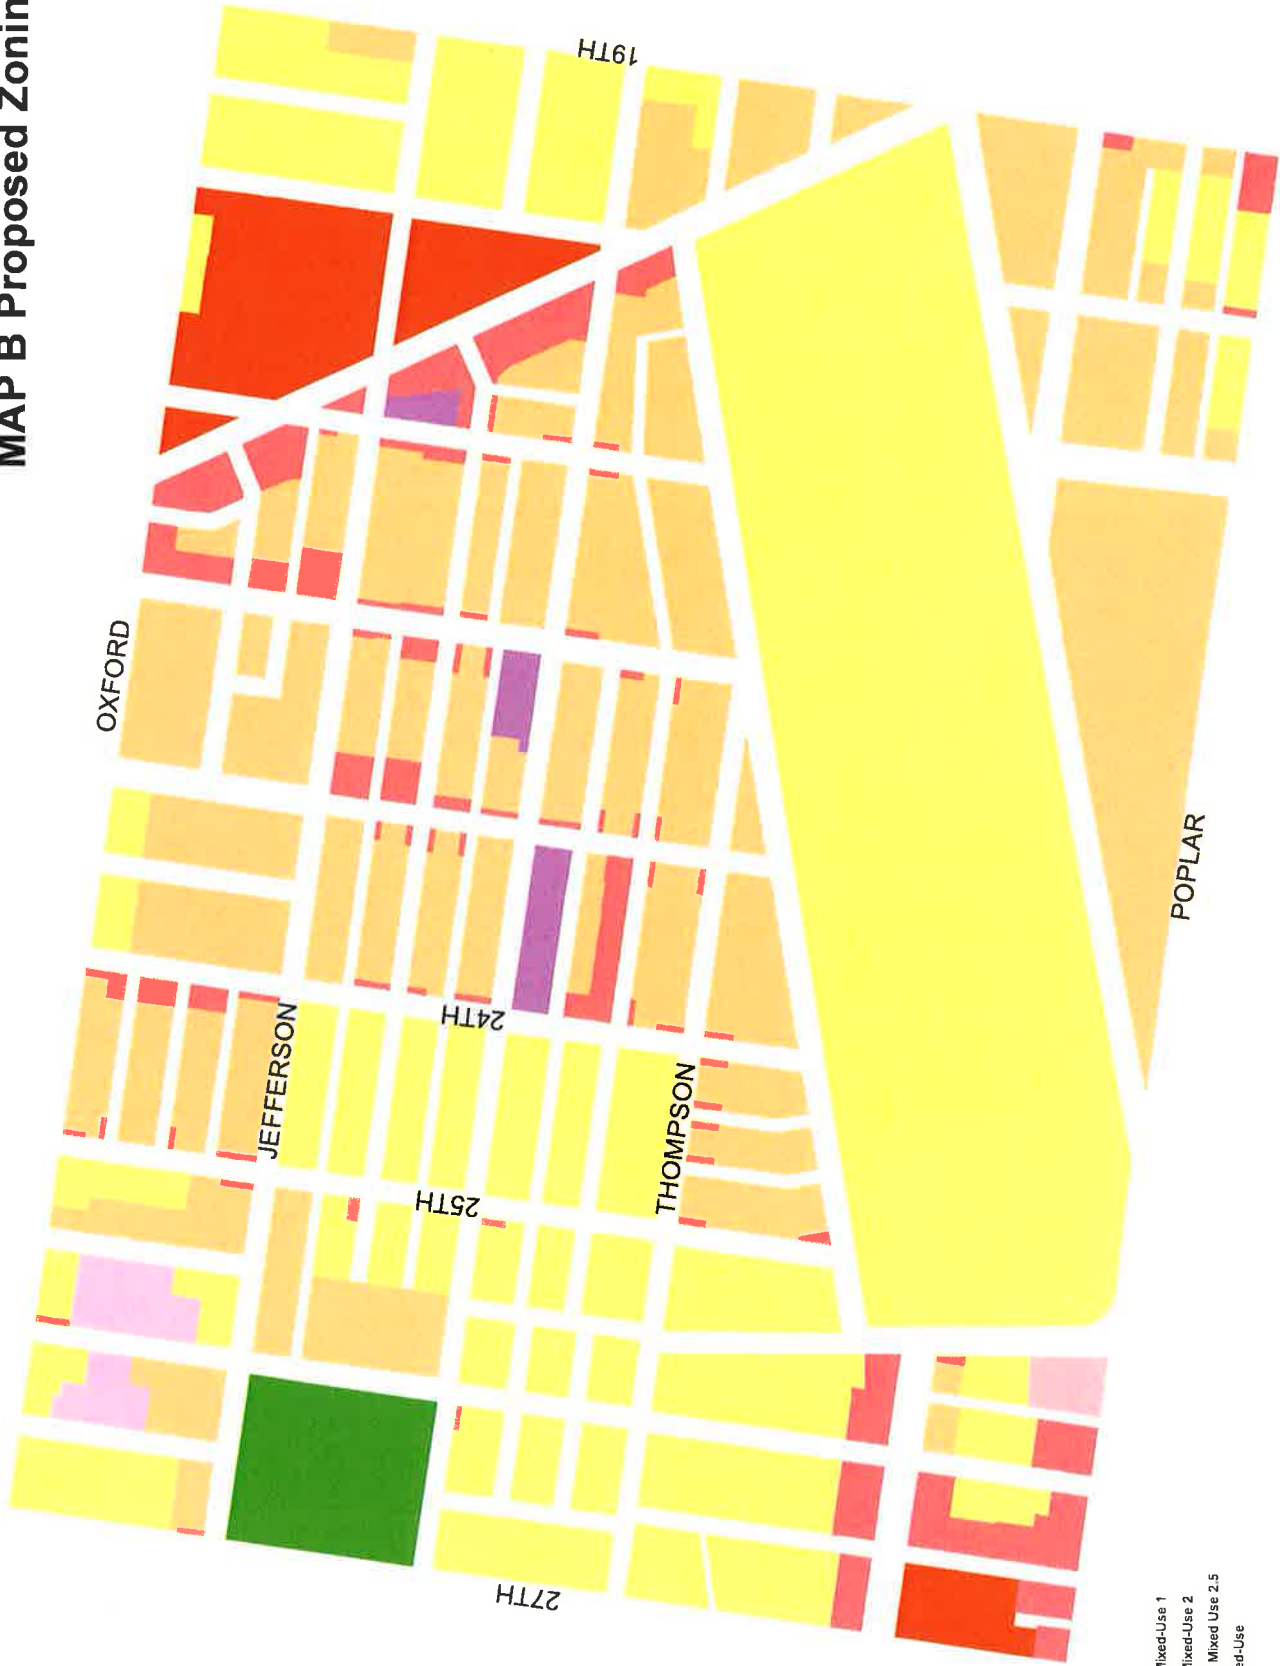 MAP B Proposed Zonin
19TH
OXFORD
JEFFERSON
24TH
25TH
THOMPSON
POPLAR
27TH
Mixed-Use 1
Mixed-Use 2
Mixed Use 2.5
ed-Use